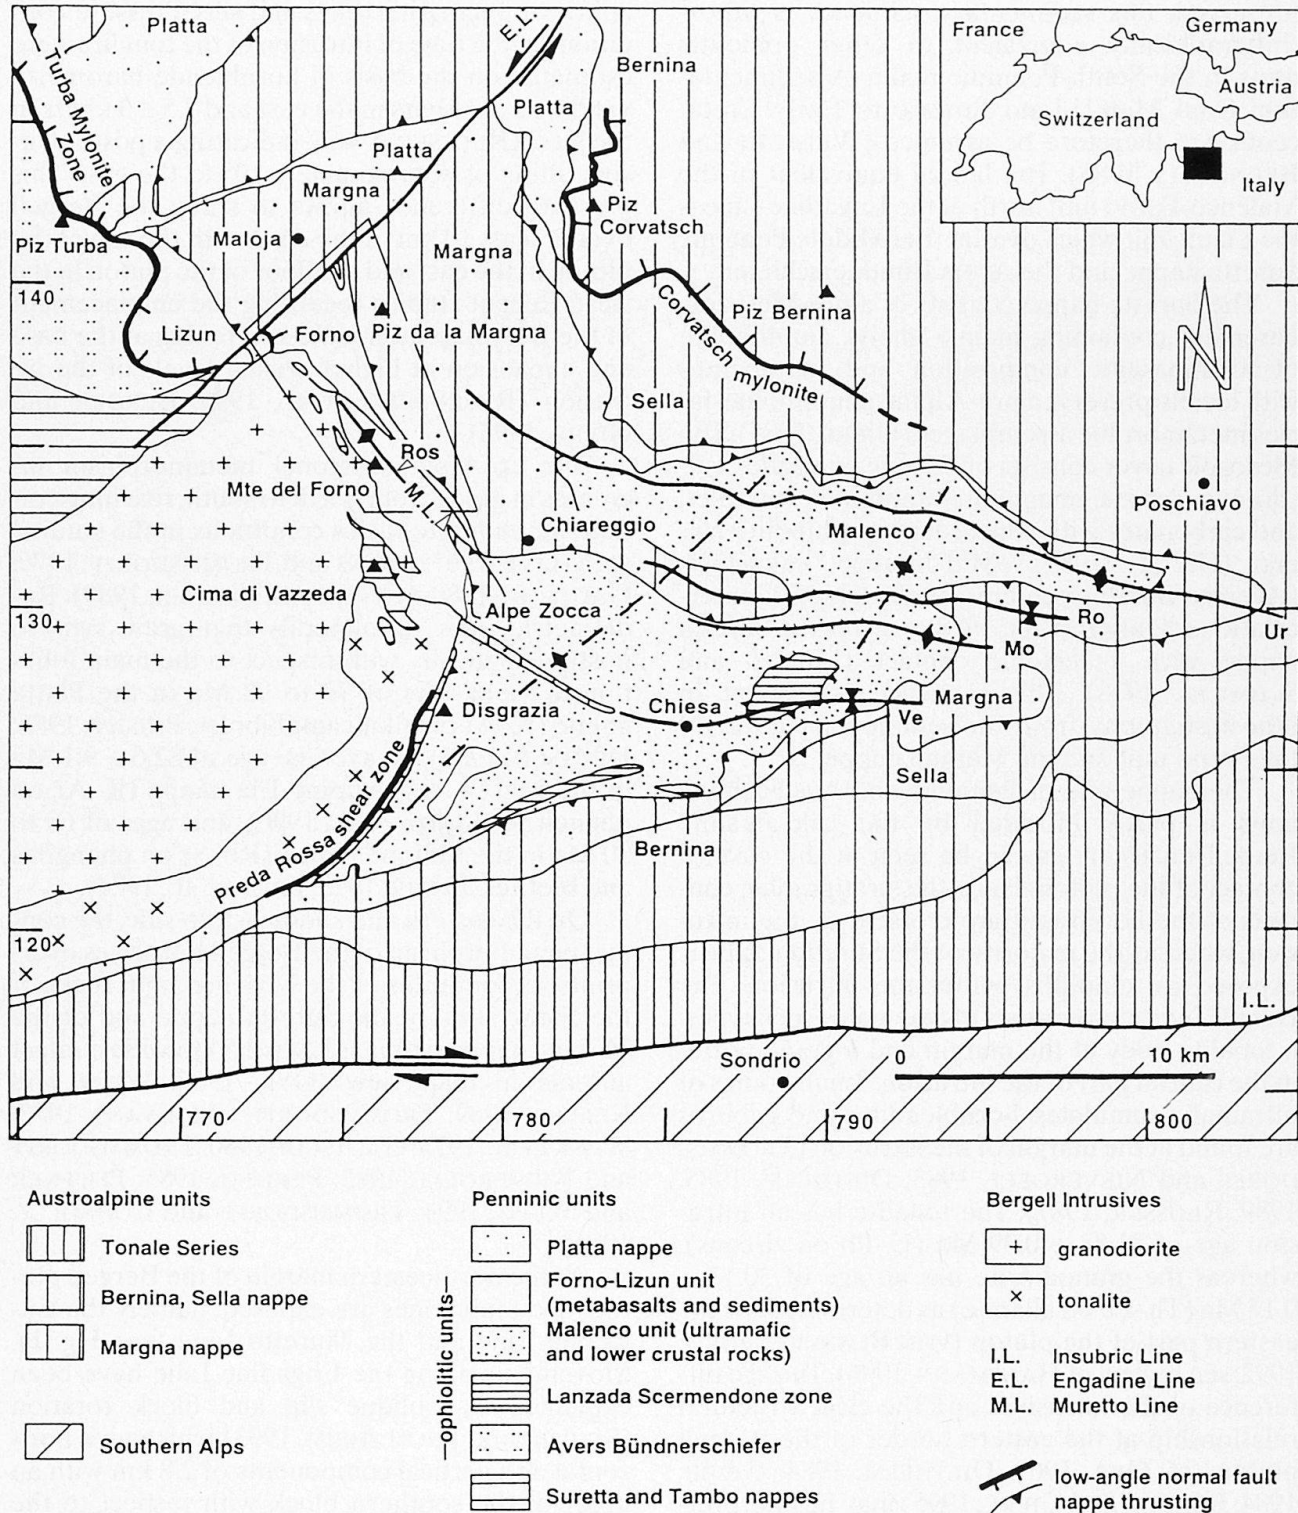 Platta
E.L.
Bernina
France
Germany
Austria
Switzerland
Italy
Turba Mylonite
Zone
Platta
Platta
Margna
Piz
Corvatsch
Piz Turba
Maloja
Margna
140
Lizun
Forno
Piz da la Margna
Piz Bernina
Corvatsch mylonite
N
Sella
Ros
Mte del Forno
M.L.
Chiareggio
Malenco
Poschiavo
Cima di Vazzeda
Alpe Zocca
130
Ro
Ur
Mo
Disgrazia
Chiesa
Margna
Ve
Sella
Preda Rossa shear zone
Bernina
120
I.L.
Sondrio
0
10 km
770
780
790
800
Austroalpine units
Tonale Series
Bernina, Sella nappe
Margna nappe
Southern Alps
Penninic units
Platta nappe
Forno-Lizun unit
(metabasalts and sediments)
Malenco unit (ultramafic
and lower crustal rocks)
Lanzada Scermendone zone
Avers Bündnerschiefer
Suretta and Tambo nappes
—ophiolitic units—
Bergell Intrusives
+ granodiorite
× tonalite
I.L. Insubric Line
E.L. Engadine Line
M.L. Muretto Line
low-angle normal fault
nappe thrusting